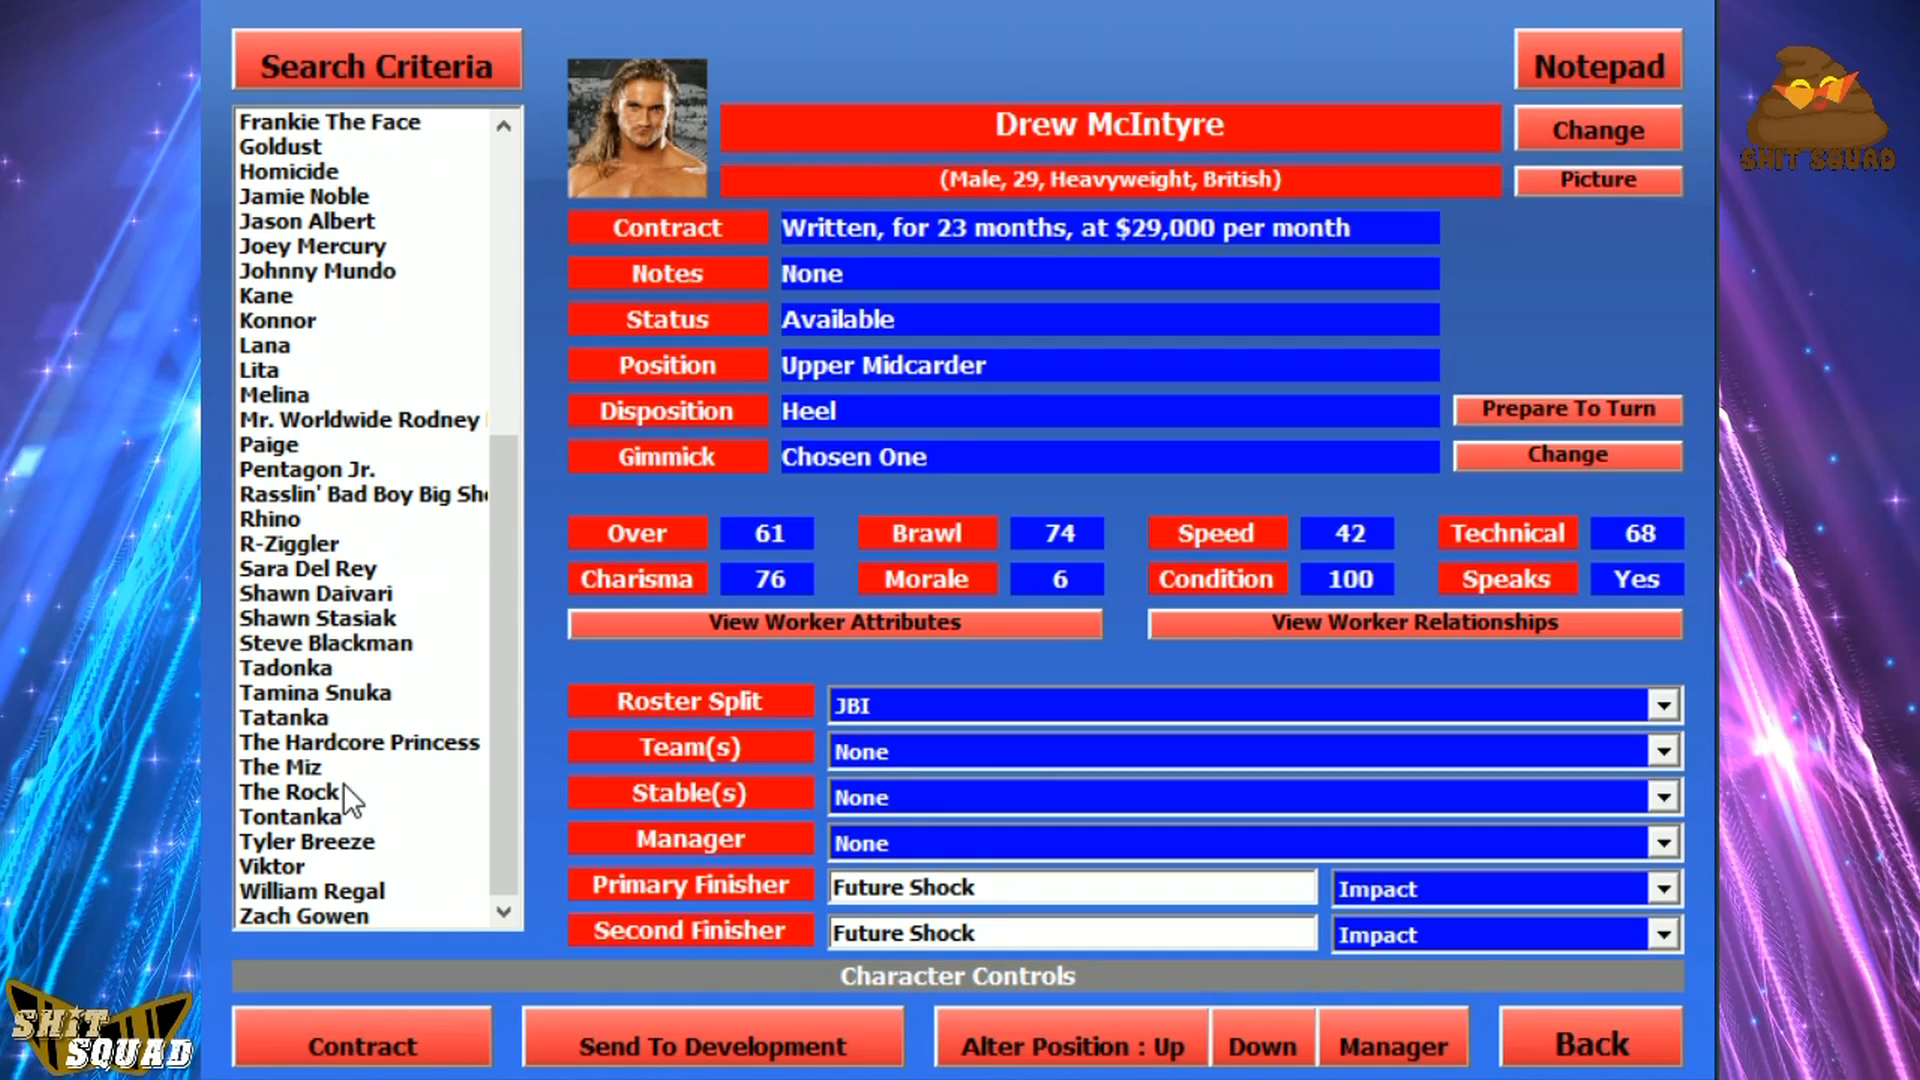 Search Criteria
Frankie The Face
Goldust
Homicide
Jamie Noble
Jason Albert
Joey Mercury
Johnny Mundo
Kane
Konnor
Lana
Lita
Melina
Mr. Worldwide Rodney
Paige
Pentagon Jr.
Rasslin' Bad Boy Big Sh
Rhino
R-Ziggler
Sara Del Rey
Shawn Daivari
Shawn Stasiak
Steve Blackman
Tadonka
Tamina Snuka
Tatanka
The Hardcore Princess
The Miz
The Rock
Tontanka
Tyler Breeze
Viktor
William Regal
Zach Gowen
Notepad
Drew McIntyre
Change
(Male, 29, Heavyweight, British)
Picture
Contract Written, for 23 months, at $29,000 per month
Notes None
Status Available
Position Upper Midcarder
Disposition Heel Prepare To Turn
Gimmick Chosen One Change
Over 61 Brawl 74 Speed 42 Technical 68
Charisma 76 Morale 6 Condition 100 Speaks Yes
View Worker Attributes View Worker Relationships
Roster Split JBI
Team(s) None
Stable(s) None
Manager None
Primary Finisher Future Shock Impact
Second Finisher Future Shock Impact
Character Controls
Contract Send To Development Alter Position : Up Down Manager Back
SHIT SQUAD
SHIT
SQUAD